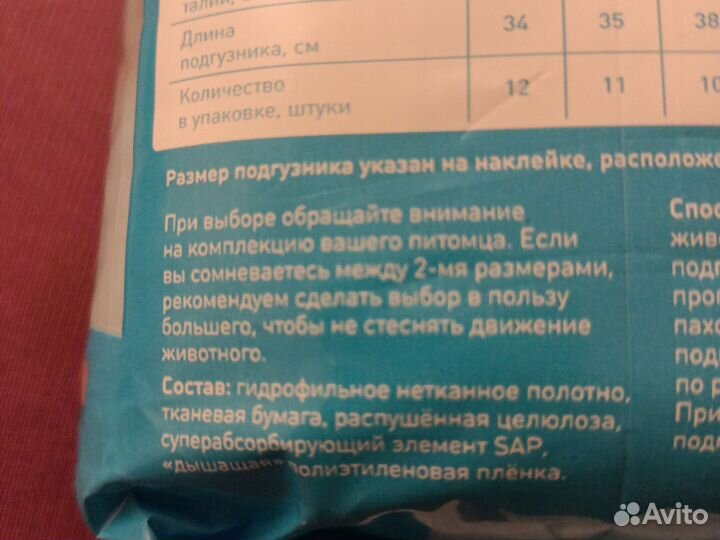 талии,
Длина 34 35 38
подгузника, см
Количество 12 11 10
в упаковке, штуки
Размер подгузника указан на наклейке, расположе
При выборе обращайте внимание
на комплекцию вашего питомца. Если
вы сомневаетесь между 2-мя размерами,
рекомендуем сделать выбор в пользу
большего, чтобы не стеснять движение
животного.
Состав: гидрофильное нетканное полотно,
тканевая бумага, распушённая целюлоза,
суперабсорбирующий элемент SAP,
«дышащая» полиэтиленовая плёнка.
Спос
живо
подг
про
пахо
под
по р
При
подг
Avito